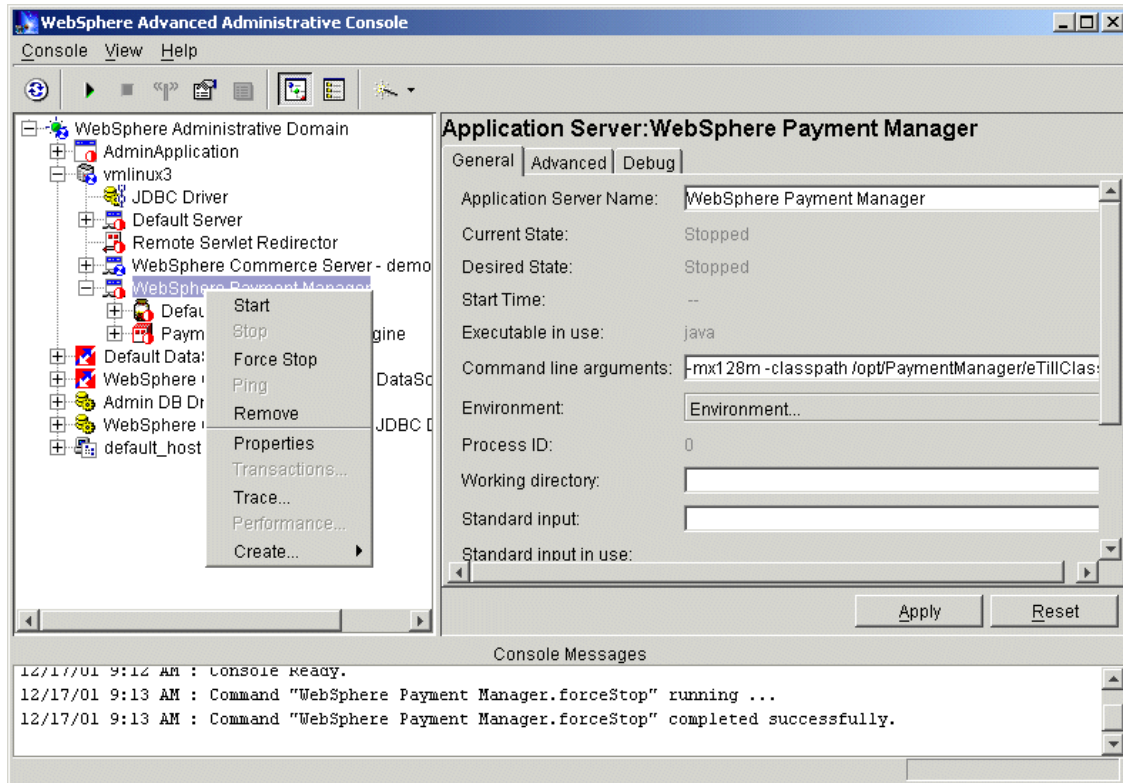 WebSphere Advanced Administrative Console
Console View Help
WebSphere Administrative Domain
AdminApplication
vmlinux3
JDBC Driver
Default Server
Remote Servlet Redirector
WebSphere Commerce Server - demo
WebSphere Payment Manager
Defau
Paym gine
Default DataS
WebSphere DataSo
Admin DB Dr
WebSphere JDBC D
default_host
Start
Stop
Force Stop
Ping
Remove
Properties
Transactions...
Trace...
Performance...
Create...
Application Server:WebSphere Payment Manager
General Advanced Debug
Application Server Name: WebSphere Payment Manager
Current State: Stopped
Desired State: Stopped
Start Time: --
Executable in use: java
Command line arguments: -mx128m -classpath /opt/PaymentManager/eTillClass
Environment: Environment...
Process ID: 0
Working directory:
Standard input:
Standard input in use:
Apply Reset
Console Messages
12/17/01 9:12 AM : Console Ready.
12/17/01 9:13 AM : Command "WebSphere Payment Manager.forceStop" running ...
12/17/01 9:13 AM : Command "WebSphere Payment Manager.forceStop" completed successfully.